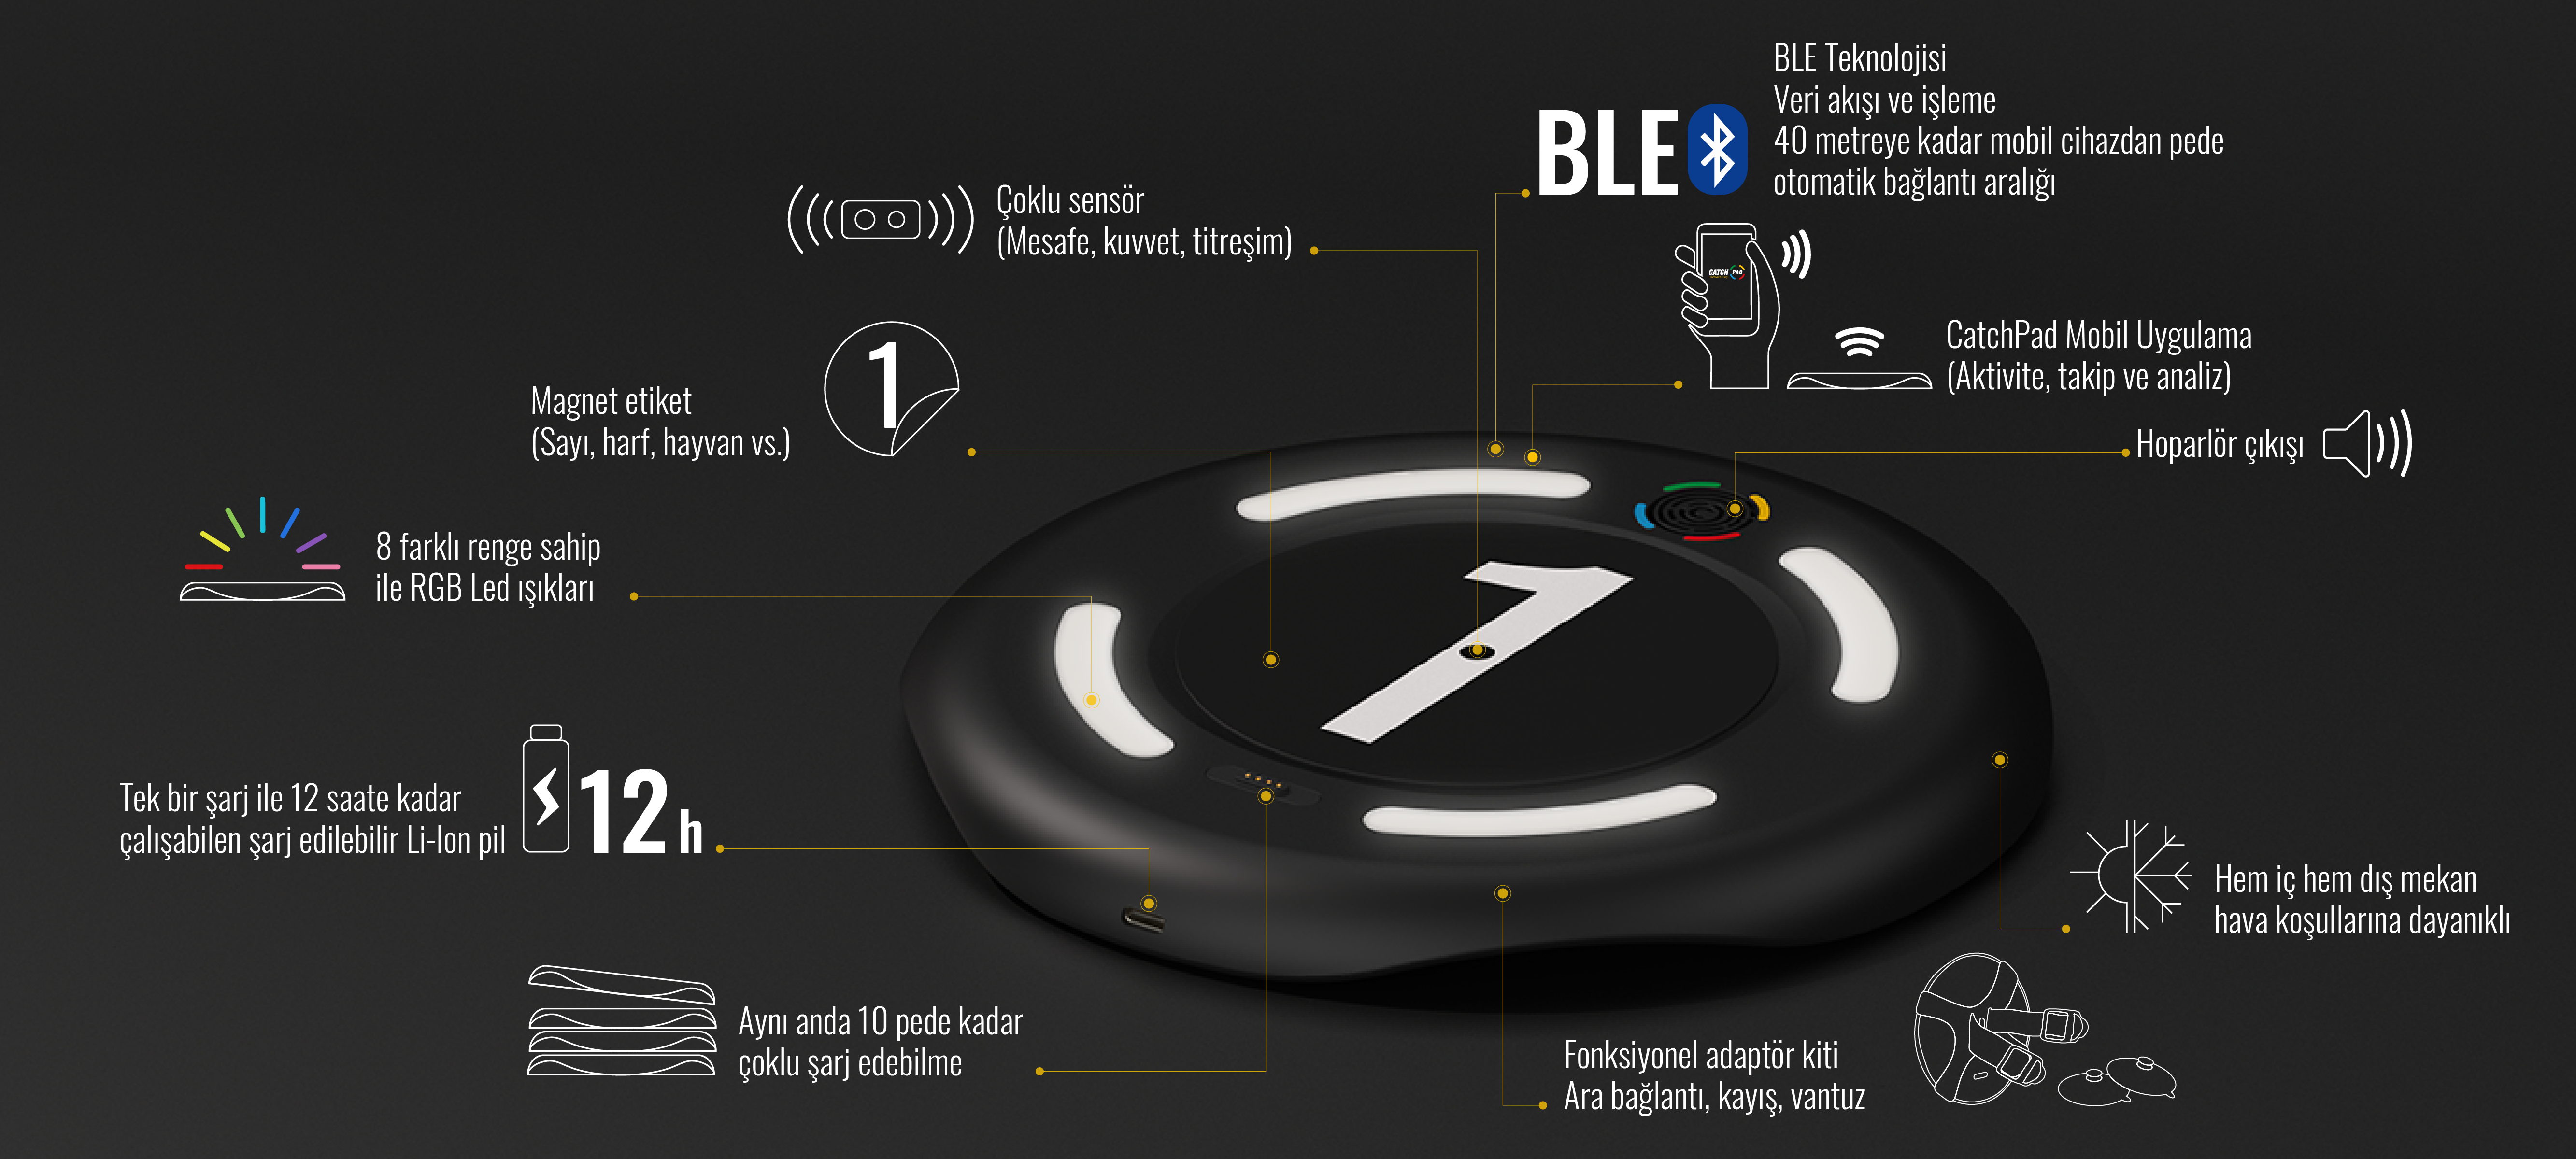 BLE Teknolojisi
Veri akışı ve işleme
40 metreye kadar mobil cihazdan pede
otomatik bağlantı aralığı
BLE
Çoklu sensör
(Mesafe, kuvvet, titreşim)
CATCH PAD
CatchPad Mobil Uygulama
(Aktivite, takip ve analiz)
1
Magnet etiket
(Sayı, harf, hayvan vs.)
Hoparlör çıkışı
8 farklı renge sahip
ile RGB Led ışıkları
1
Tek bir şarj ile 12 saate kadar
çalışabilen şarj edilebilir Li-Ion pil
12 h
Hem iç hem dış mekan
hava koşullarına dayanıklı
Aynı anda 10 pede kadar
çoklu şarj edebilme
Fonksiyonel adaptör kiti
Ara bağlantı, kayış, vantuz